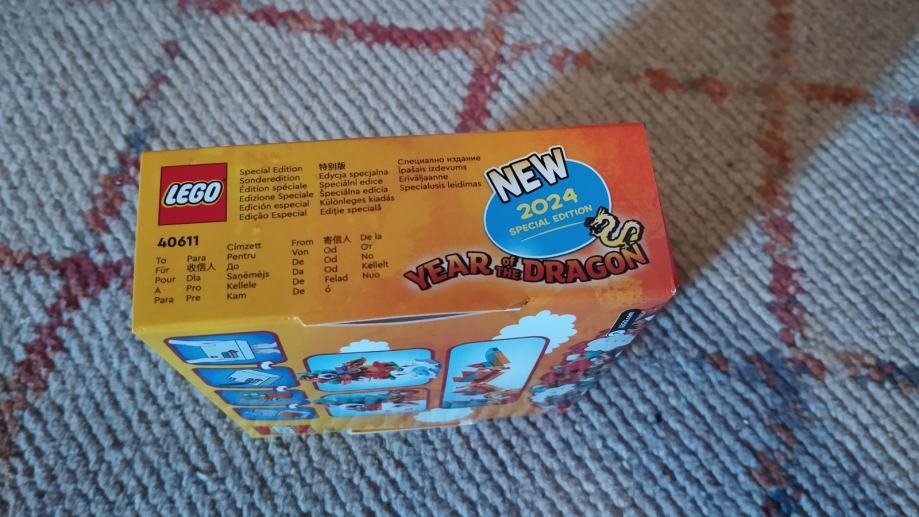 LEGO
Special Edition
Sonderedition
Édition spéciale
Edizione Speciale
Edición especial
Edição Especial
特别版
Edycja specjalna
Speciální edice
Špeciálna edícia
Különleges kiadás
Ediție specială
Специално издание
Īpašais izdevums
Eriväljaanne
Specialusis leidimas
NEW
2024
SPECIAL EDITION
YEAR OF THE DRAGON
40611
To
Für
Pour
A
Para
Para
收信人
Dla
Pro
Pre
Címzett
Pentru
До
Saņēmējs
Kellele
Kam
From
Von
De
Da
De
De
寄信人
Od
Od
Od
Felad
ó
De la
От
No
Kellelt
Nuo